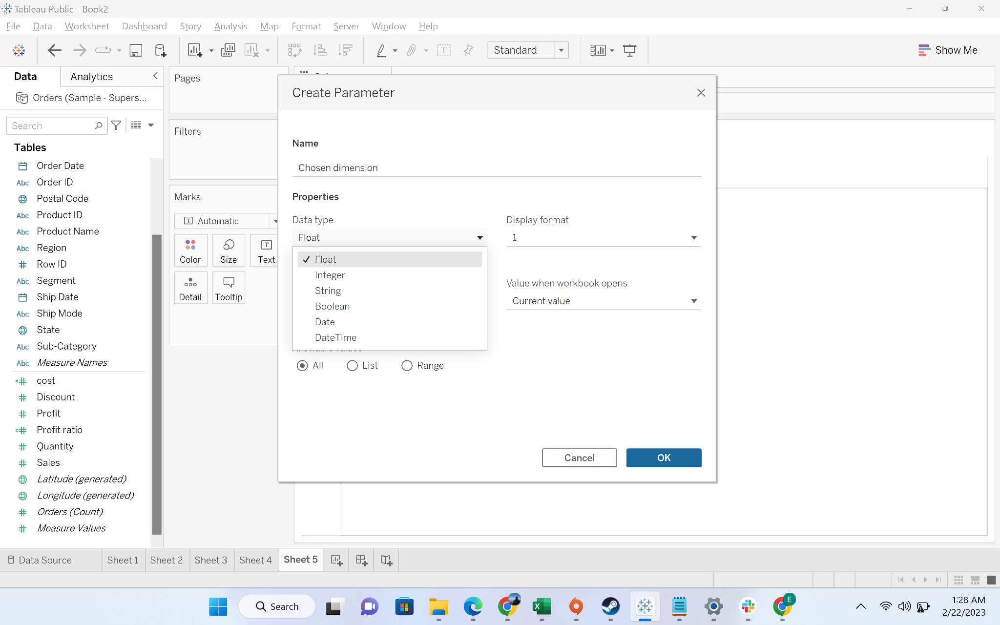 Tableau Public - Book2
File Data Worksheet Dashboard Story Analysis Map Format Server Window Help
Standard
Show Me
Data Analytics
Orders (Sample - Supers...
Search
Tables
Order Date
Abc Order ID
Postal Code
Abc Product ID
Abc Product Name
Abc Region
# Row ID
Abc Segment
Ship Date
Abc Ship Mode
State
Abc Sub-Category
Abc Measure Names
=# cost
# Discount
# Profit
=# Profit ratio
# Quantity
# Sales
Latitude (generated)
Longitude (generated)
# Orders (Count)
# Measure Values
Pages
Filters
Marks
Automatic
Color Size Text
Detail Tooltip
Create Parameter
Name
Chosen dimension
Properties
Data type
Float
Float
Integer
String
Boolean
Date
DateTime
Display format
1
Value when workbook opens
Current value
All List Range
Cancel OK
Data Source Sheet 1 Sheet 2 Sheet 3 Sheet 4 Sheet 5
Search
1:28 AM
2/22/2023